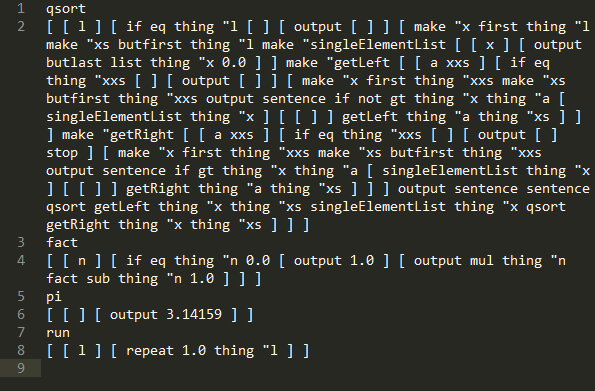 1 qsort
2 [ [ l ] [ if eq thing "l [ ] [ output [ ] ] [ make "x first thing "l
make "xs butfirst thing "l make "singleElementList [ [ x ] [ output
butlast list thing "x 0.0 ] ] make "getLeft [ [ a xxs ] [ if eq
thing "xxs [ ] [ output [ ] ] [ make "x first thing "xxs make "xs
butfirst thing "xxs output sentence if not gt thing "x thing "a [
singleElementList thing "x ] [ [ ] ] getLeft thing "a thing "xs ] ]
] make "getRight [ [ a xxs ] [ if eq thing "xxs [ ] [ output [ ]
stop ] [ make "x first thing "xxs make "xs butfirst thing "xxs
output sentence if gt thing "x thing "a [ singleElementList thing "x
] [ [ ] ] getRight thing "a thing "xs ] ] ] output sentence sentence
qsort getLeft thing "x thing "xs singleElementList thing "x qsort
getRight thing "x thing "xs ] ] ]
3 fact
4 [ [ n ] [ if eq thing "n 0.0 [ output 1.0 ] [ output mul thing "n
fact sub thing "n 1.0 ] ] ]
5 pi
6 [ [ ] [ output 3.14159 ] ]
7 run
8 [ [ l ] [ repeat 1.0 thing "l ] ]
9